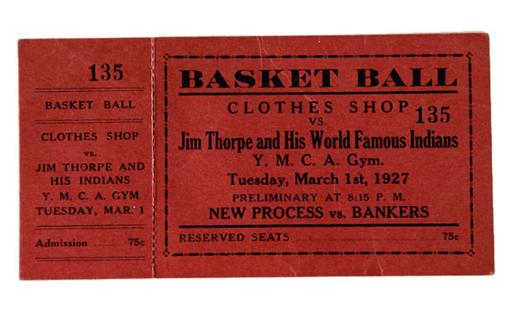 135
BASKET BALL
CLOTHES SHOP
vs.
JIM THORPE AND
HIS INDIANS
Y. M. C. A. GYM
TUESDAY, MAR. 1
Admission 75c
BASKET BALL
CLOTHES SHOP
VS.
135
Jim Thorpe and His World Famous Indians
Y. M. C. A. Gym.
Tuesday, March 1st, 1927
PRELIMINARY AT 8:15 P. M.
NEW PROCESS vs. BANKERS
RESERVED SEATS 75c